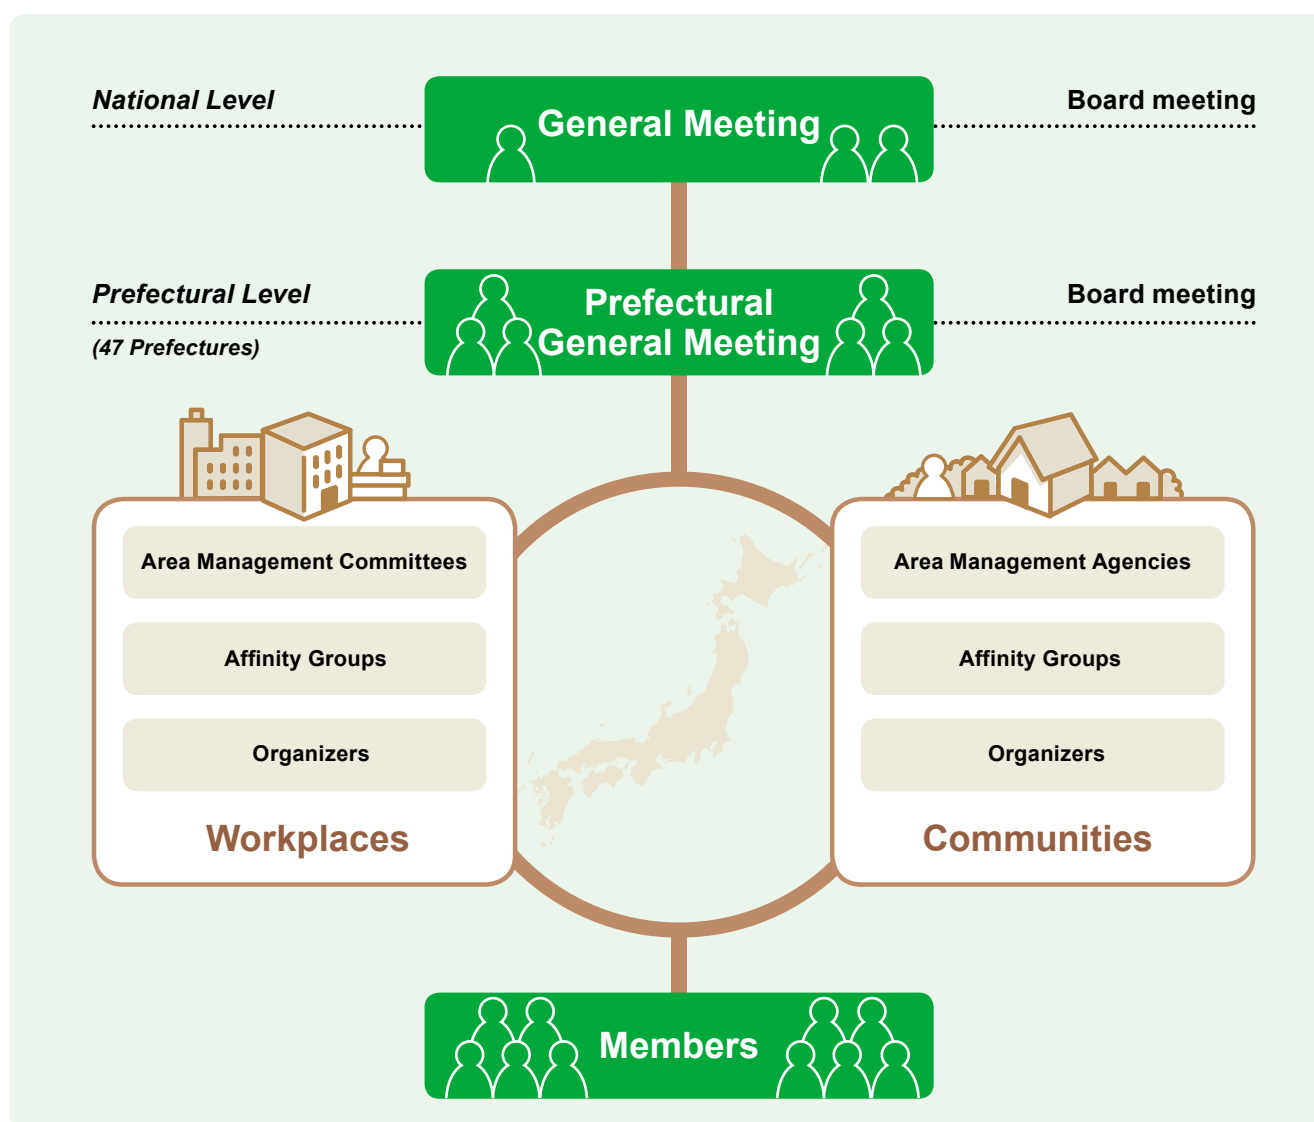 National Level
General Meeting
Board meeting
Prefectural Level
(47 Prefectures)
Prefectural
General Meeting
Board meeting
Area Management Committees
Affinity Groups
Organizers
Workplaces
Area Management Agencies
Affinity Groups
Organizers
Communities
Members